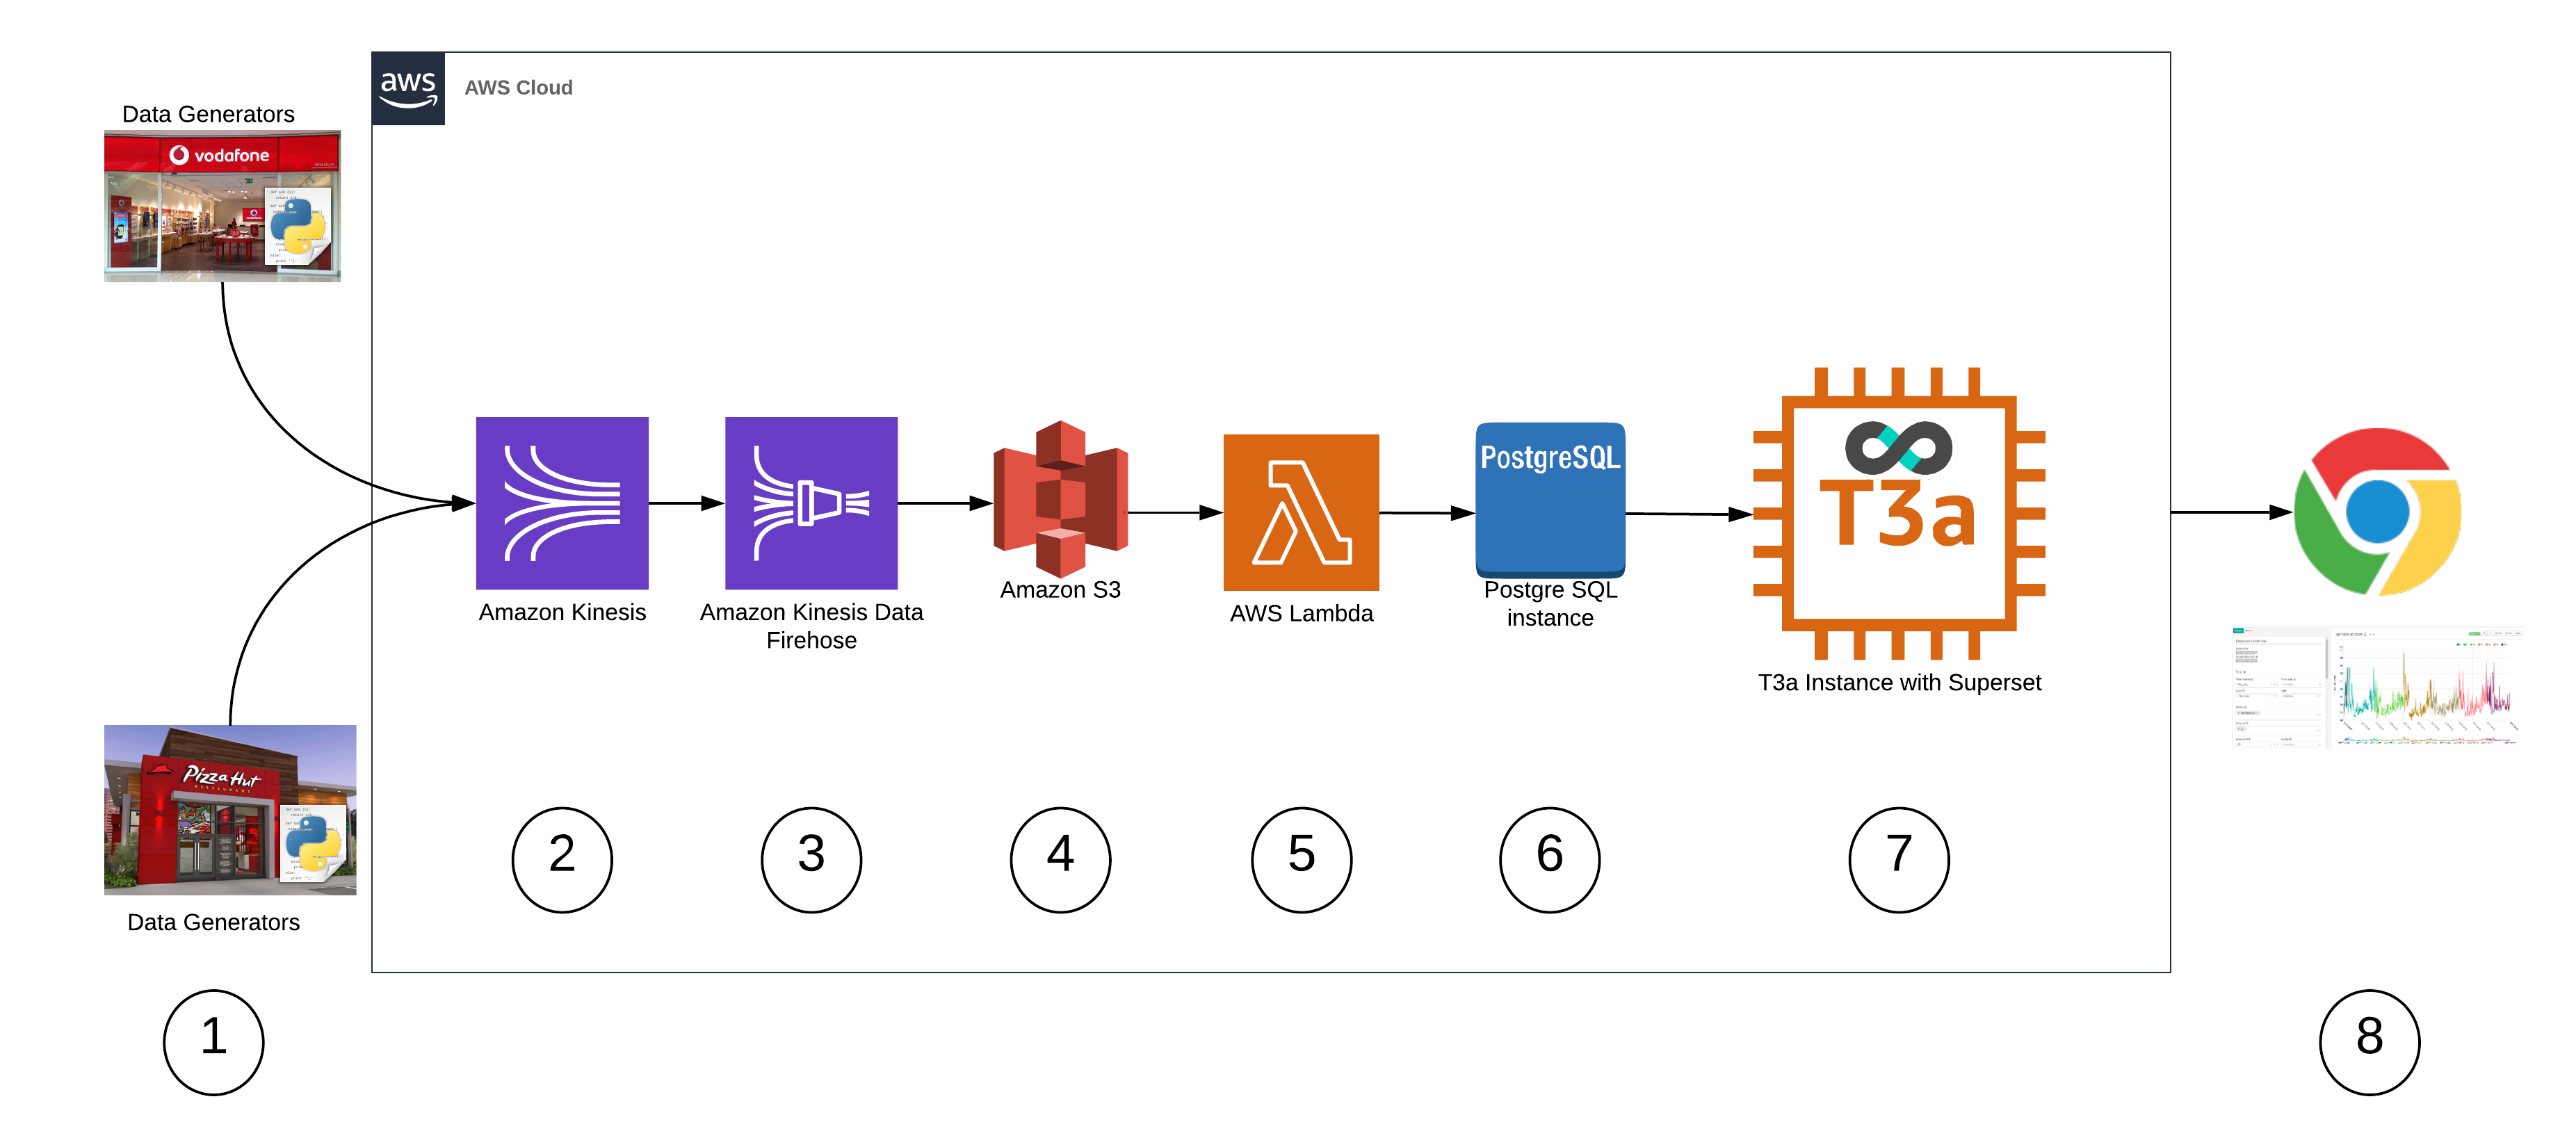 aws
AWS Cloud
Data Generators
vodafone
Amazon Kinesis
Amazon Kinesis Data
Firehose
Amazon S3
AWS Lambda
PostgreSQL
Postgre SQL
instance
T3a
T3a Instance with Superset
Pizza Hut
RESTAURANT
Data Generators
2
3
4
5
6
7
1
8